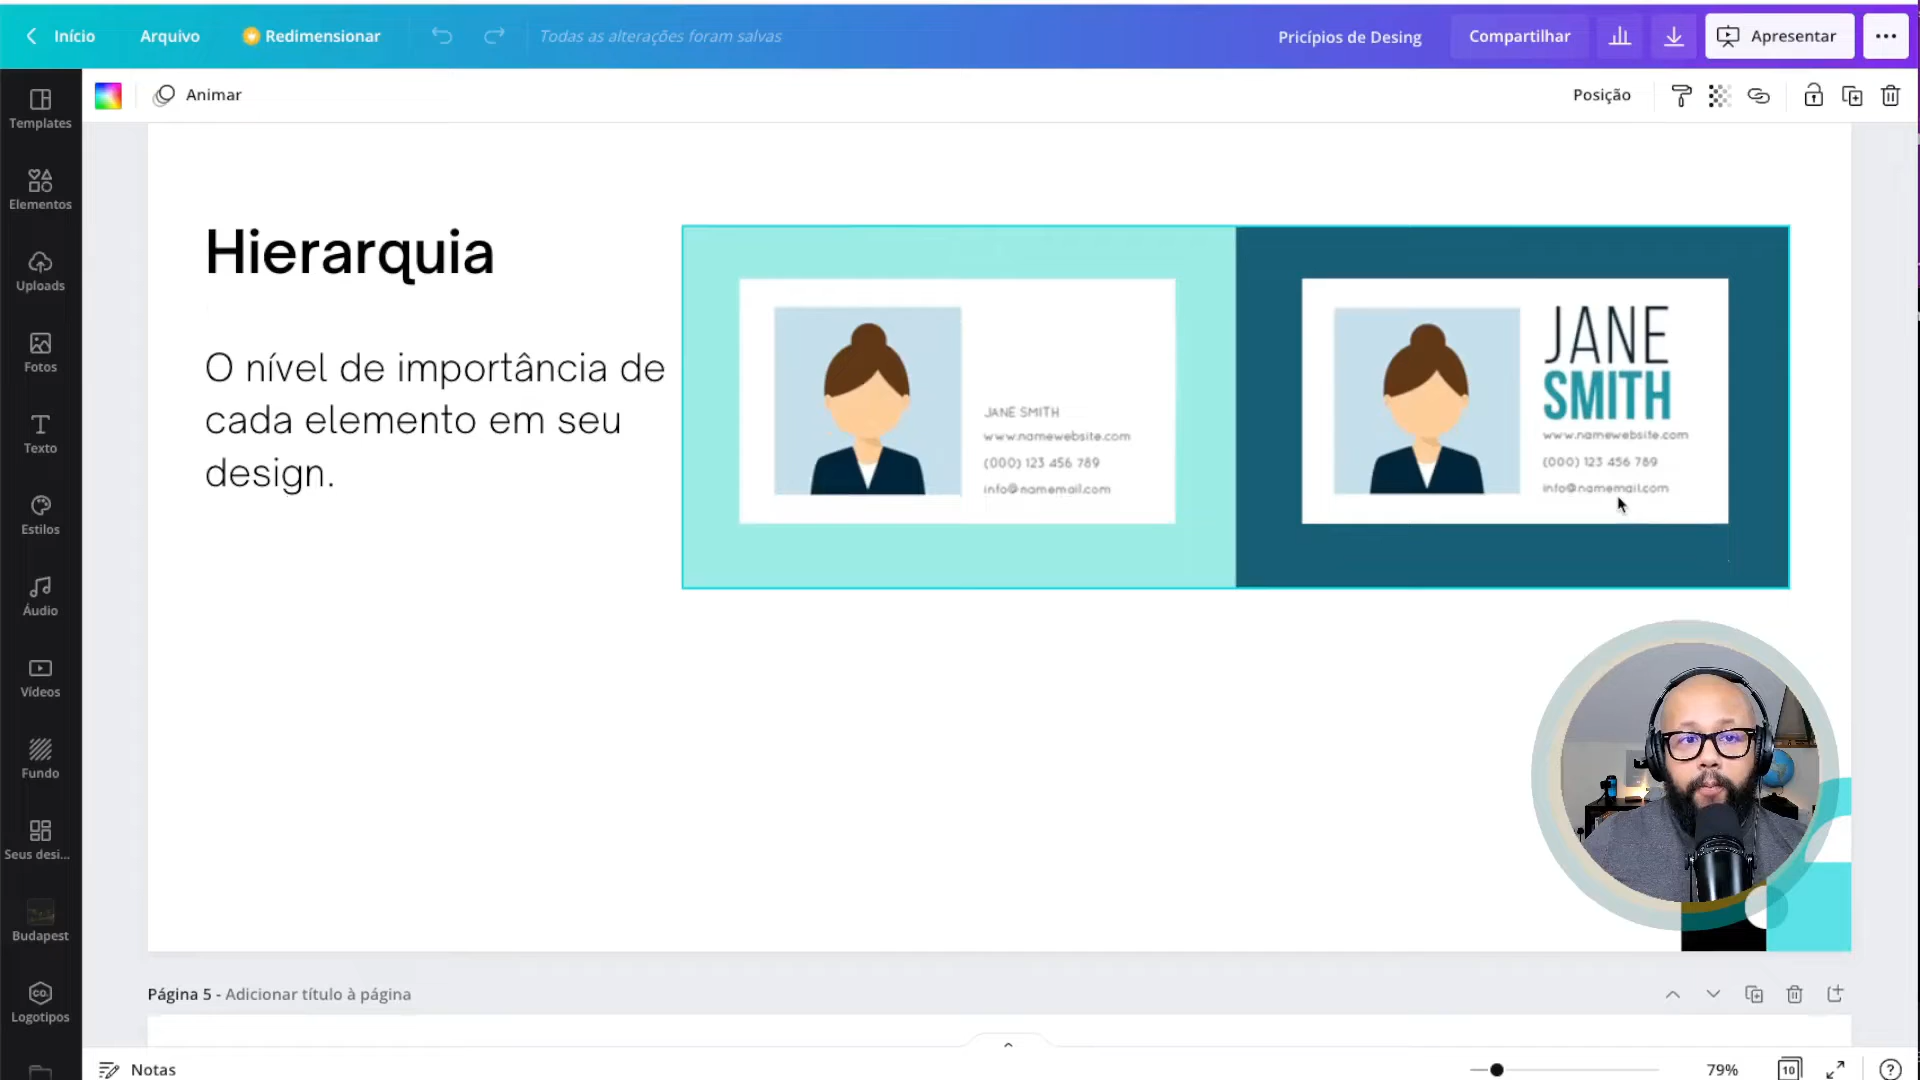 Início
Arquivo
Redimensionar
Todas as alterações foram salvas
Pricípios de Desing
Compartilhar
Apresentar
Animar
Posição
Templates
Elementos
Uploads
Fotos
Texto
Estilos
Áudio
Vídeos
Fundo
Seus desi...
Budapest
CO.
Logotipos
Hierarquia
O nível de importância de
cada elemento em seu
design.
JANE SMITH
www.namewebsite.com
(000) 123 456 789
info@namemail.com
JANE
SMITH
www.namewebsite.com
(000) 123 456 789
info@namemail.com
Página 5 - Adicionar título à página
Notas
79%
10